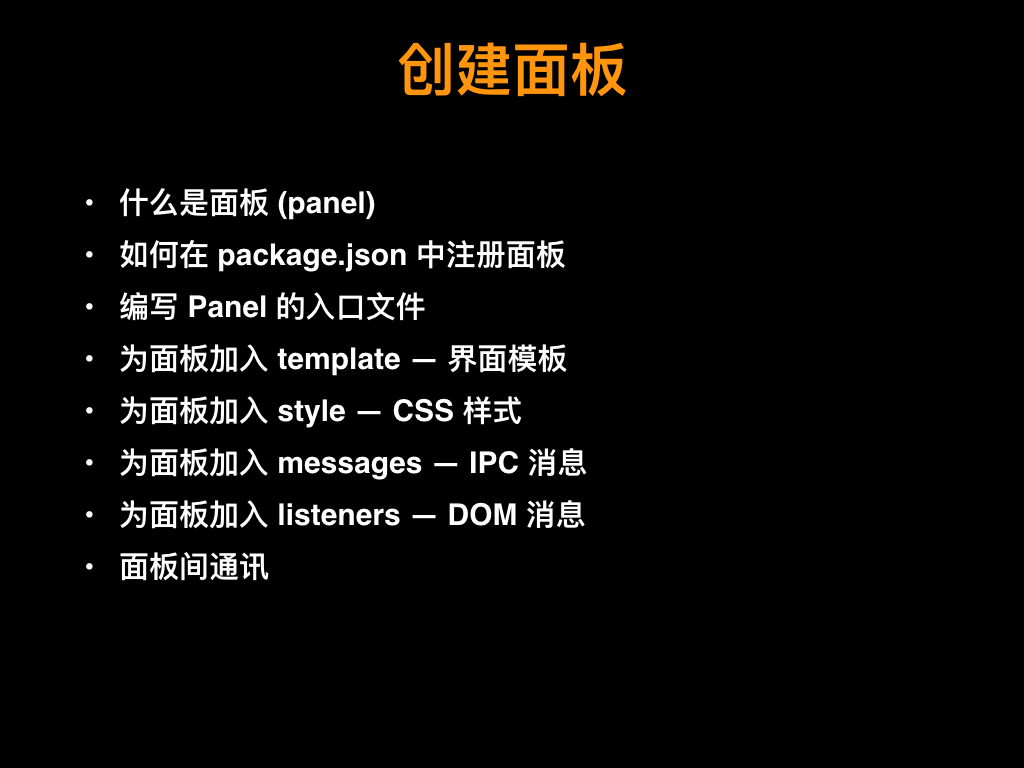 创建面板
• 什么是面板 (panel)
• 如何在 package.json 中注册面板
• 编写 Panel 的入口文件
• 为面板加入 template — 界面模板
• 为面板加入 style — CSS 样式
• 为面板加入 messages — IPC 消息
• 为面板加入 listeners — DOM 消息
• 面板间通讯